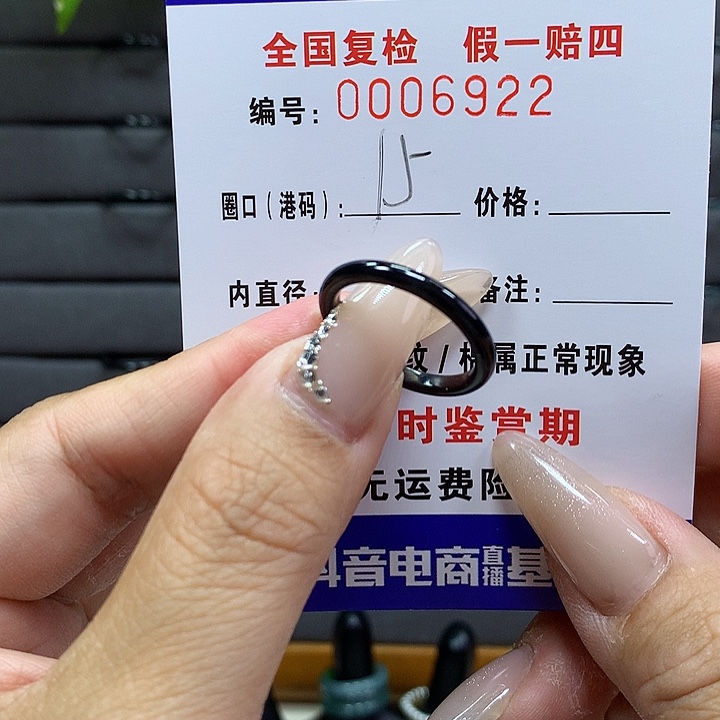 全国复检 假一赔四
编号: 0006922
圈口（港码）: 15 价格:
内直径: 备注:
纹/棉属正常现象
时鉴赏期
无运费险
抖音电商直播基